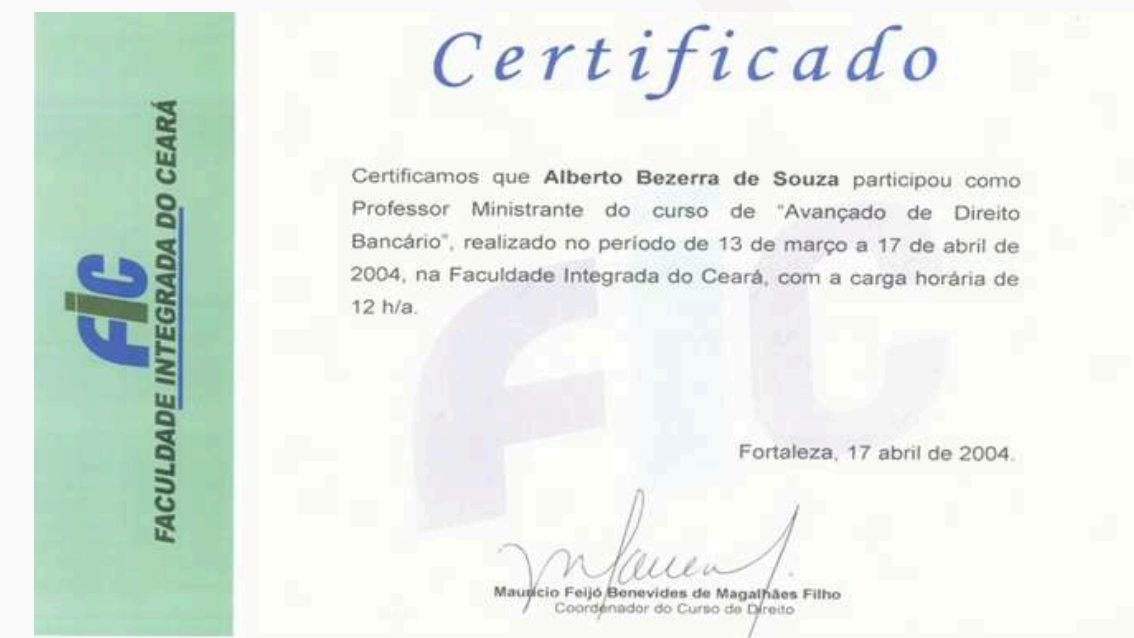 Certificado
Certificamos que Alberto Bezerra de Souza participou como
Professor Ministrante do curso de "Avançado de Direito
Bancário", realizado no período de 13 de março a 17 de abril de
2004, na Faculdade Integrada do Ceará, com a carga horária de
12 h/a.
Fortaleza, 17 abril de 2004.
Mauricio Feijó Benevides de Magalhães Filho
Coordenador do Curso de Direito
FIC
FACULDADE INTEGRADA DO CEARÁ
FIC